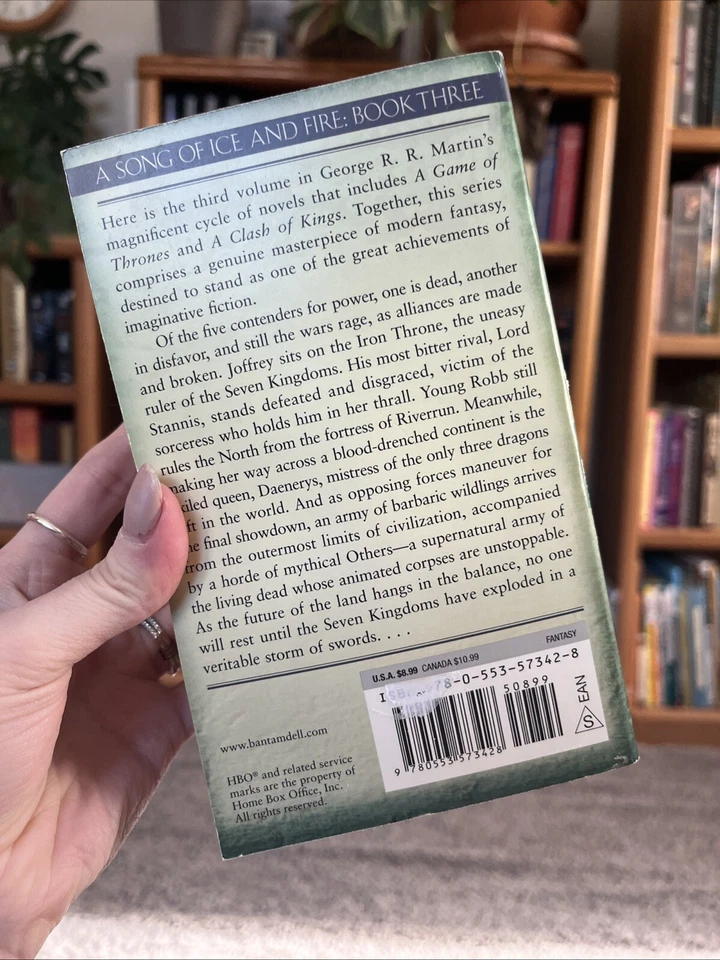 A SONG OF ICE AND FIRE: BOOK THREE
Here is the third volume in George R. R. Martin's
magnificent cycle of novels that includes A Game of
Thrones and A Clash of Kings. Together, this series
comprises a genuine masterpiece of modern fantasy,
destined to stand as one of the great achievements of
imaginative fiction.
Of the five contenders for power, one is dead, another
in disfavor, and still the wars rage, as alliances are made
and broken. Joffrey sits on the Iron Throne, the uneasy
ruler of the Seven Kingdoms. His most bitter rival, Lord
Stannis, stands defeated and disgraced, victim of the
sorceress who holds him in her thrall. Young Robb still
rules the North from the fortress of Riverrun. Meanwhile,
making her way across a blood-drenched continent is the
iled queen, Daenerys, mistress of the only three dragons
ft in the world. And as opposing forces maneuver for
e final showdown, an army of barbaric wildlings arrives
from the outermost limits of civilization, accompanied
by a horde of mythical Others—a supernatural army of
the living dead whose animated corpses are unstoppable.
As the future of the land hangs in the balance, no one
will rest until the Seven Kingdoms have exploded in a
veritable storm of swords. . . .
U.S.A. $8.99 CANADA $10.99 FANTASY
78-0-553-57342-8
50899
EAN
S
9 780553 573428
www.bantamdell.com
HBO® and related service
marks are the property of
Home Box Office, Inc.
All rights reserved.